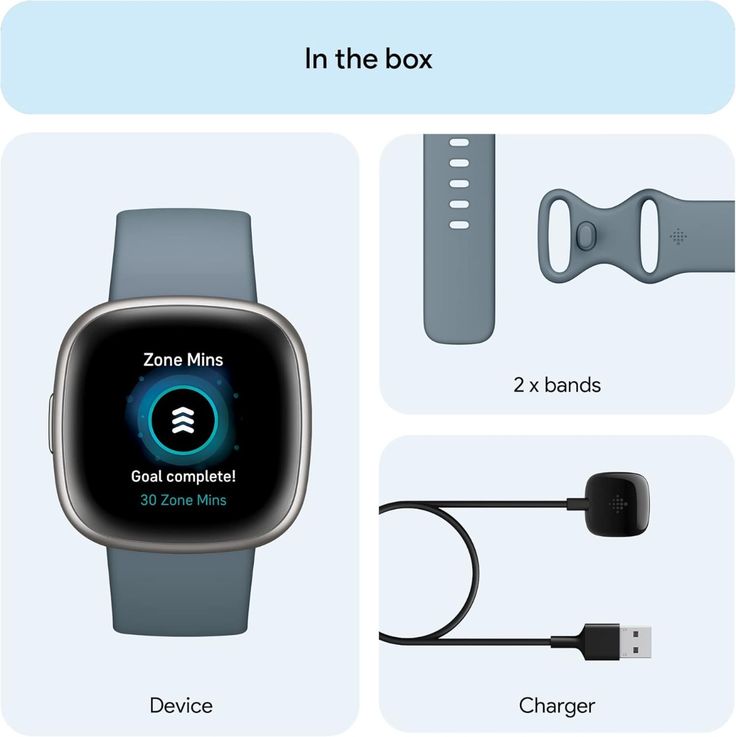 In the box
Zone Mins
Goal complete!
30 Zone Mins
Device
2 x bands
Charger